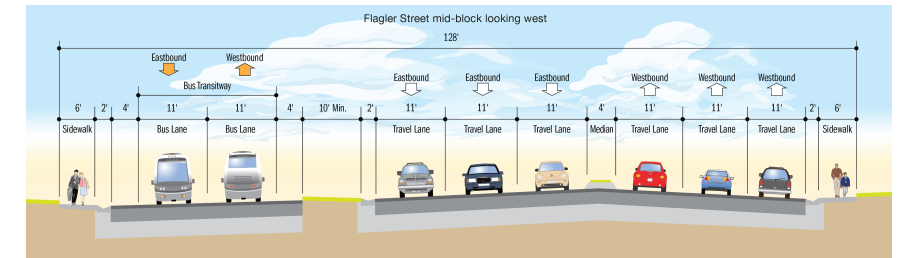 Flagler Street mid-block looking west
128'
Eastbound Westbound
Bus Transitway
Eastbound Eastbound Eastbound Westbound Westbound Westbound
6' 2' 4' 11' 11' 4' 10' Min. 2' 11' 11' 11' 4' 11' 11' 11' 2' 6'
Sidewalk Bus Lane Bus Lane Travel Lane Travel Lane Travel Lane Median Travel Lane Travel Lane Travel Lane Sidewalk